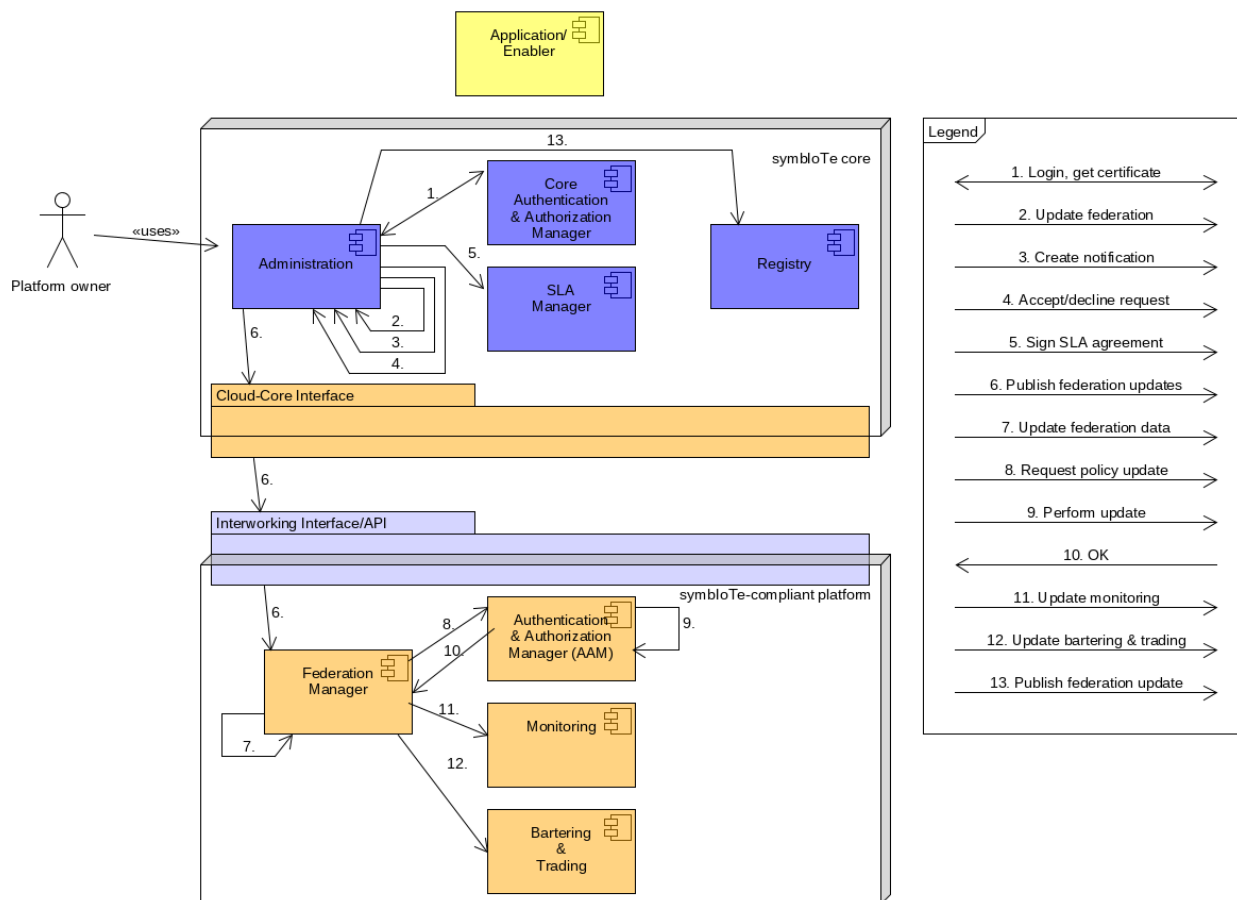 Application/
Enabler
symbIoTe core
13.
Core
Authentication
& Authorization
Manager
1.
«uses»
Platform owner
Administration
5.
SLA
Manager
Registry
2.
3.
4.
6.
Cloud-Core Interface
6.
Interworking Interface/API
symbIoTe-compliant platform
6.
8.
Authentication
& Authorization
Manager (AAM)
9.
10.
Federation
Manager
11.
Monitoring
7.
12.
Bartering
&
Trading
Legend
1. Login, get certificate
2. Update federation
3. Create notification
4. Accept/decline request
5. Sign SLA agreement
6. Publish federation updates
7. Update federation data
8. Request policy update
9. Perform update
10. OK
11. Update monitoring
12. Update bartering & trading
13. Publish federation update